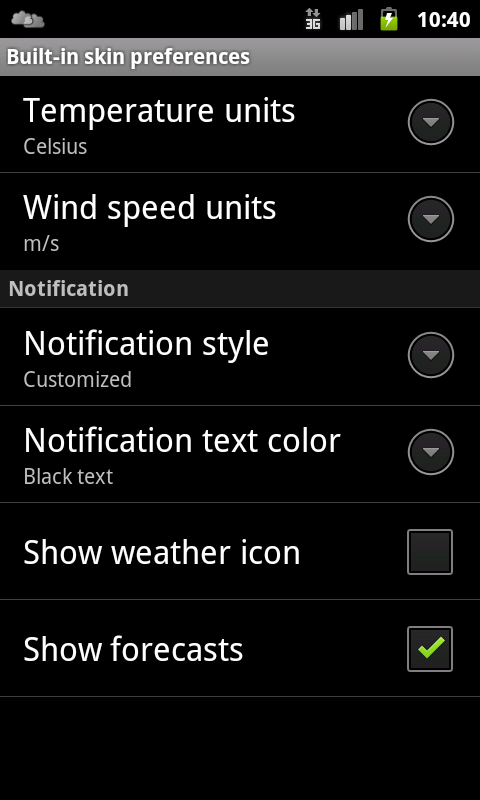 3G 10:40
Built-in skin preferences
Temperature units
Celsius
Wind speed units
m/s
Notification
Notification style
Customized
Notification text color
Black text
Show weather icon
Show forecasts